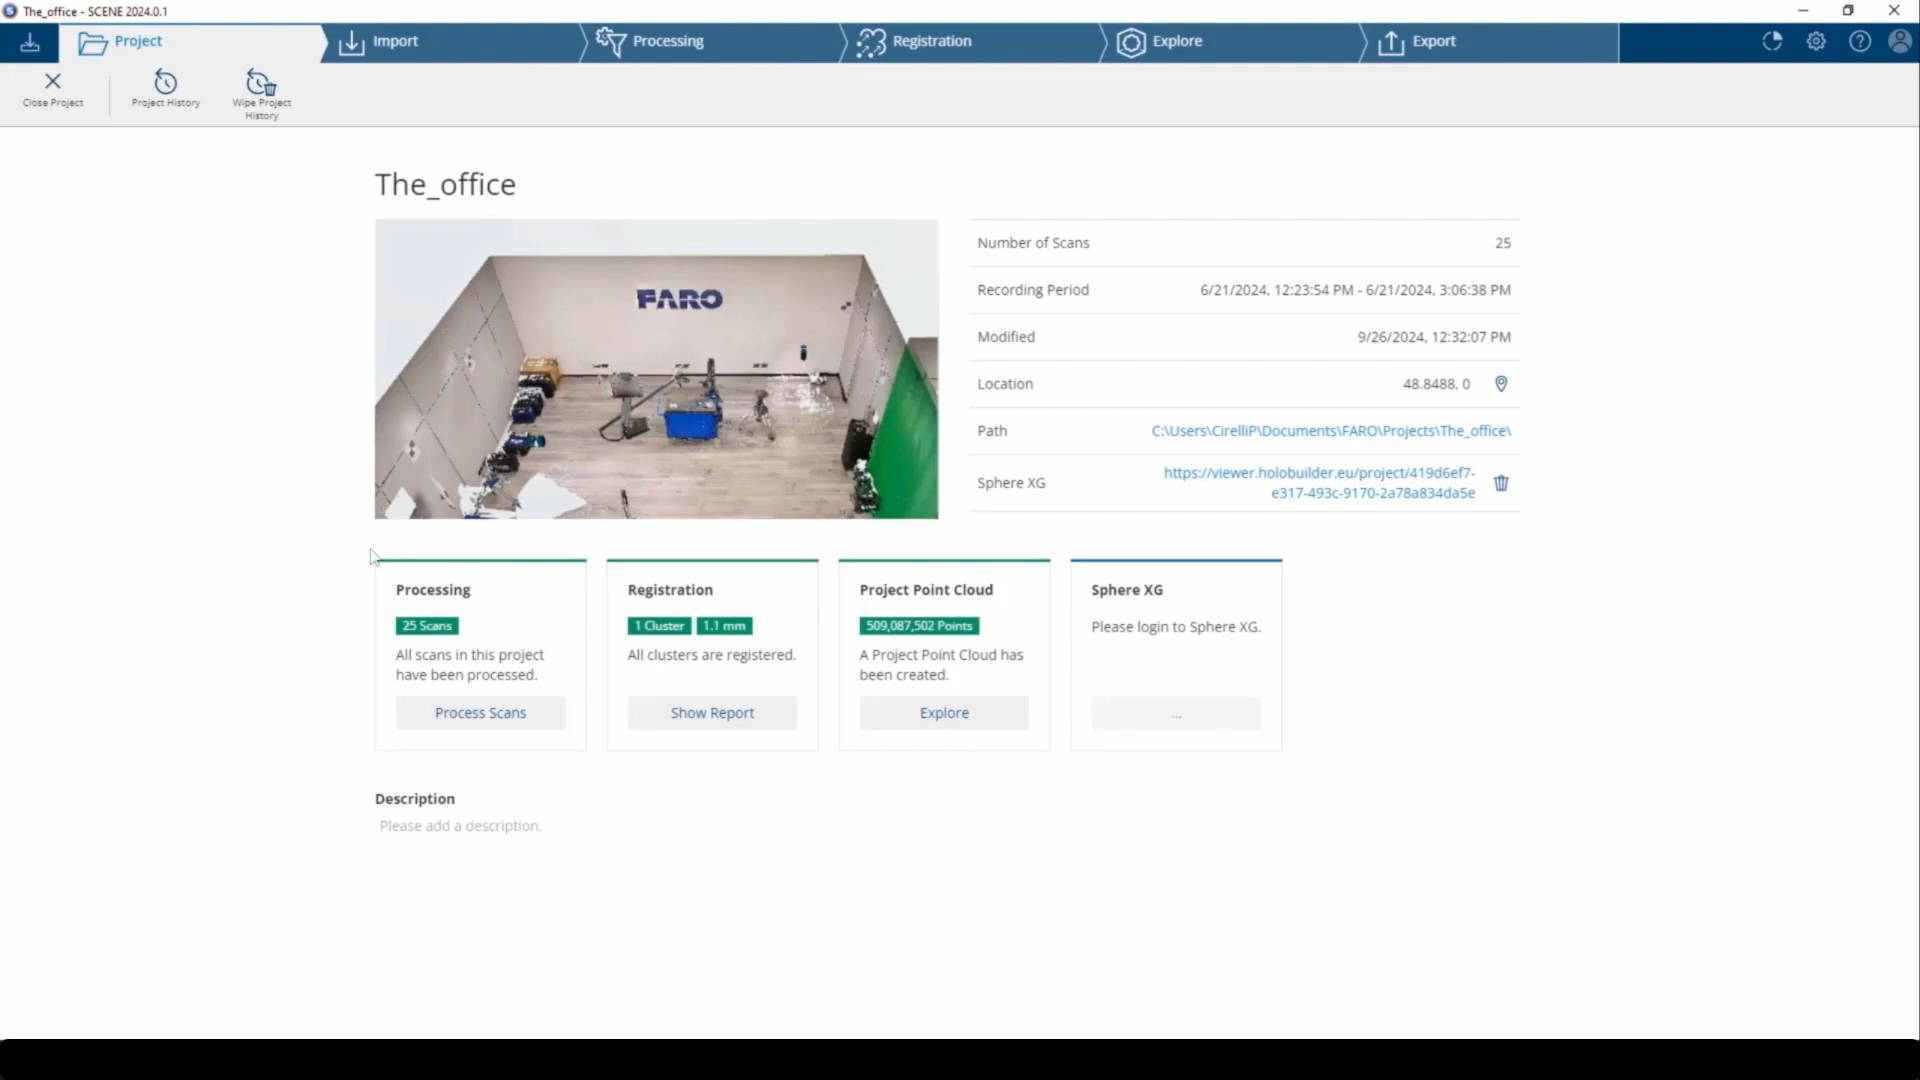 The_office - SCENE 2024.0.1
Project
Import
Processing
Registration
Explore
Export
Close Project
Project History
Wipe Project
History
The_office
FARO
Number of Scans 25
Recording Period 6/21/2024, 12:23:54 PM - 6/21/2024, 3:06:38 PM
Modified 9/26/2024, 12:32:07 PM
Location 48.8488, 0
Path C:\Users\CirelliP\Documents\FARO\Projects\The_office\
Sphere XG https://viewer.holobuilder.eu/project/419d6ef7-
e317-493c-9170-2a78a834da5e
Processing
25 Scans
All scans in this project
have been processed.
Process Scans
Registration
1 Cluster 1.1 mm
All clusters are registered.
Show Report
Project Point Cloud
509,087,502 Points
A Project Point Cloud has
been created.
Explore
Sphere XG
Please login to Sphere XG.
...
Description
Please add a description.